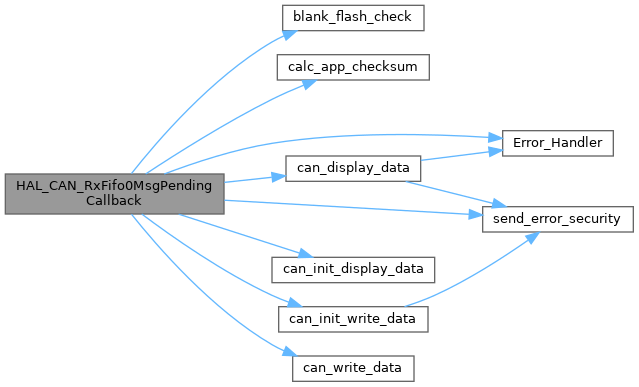 blank_flash_check
calc_app_checksum
Error_Handler
can_display_data
HAL_CAN_RxFifo0MsgPending
Callback
send_error_security
can_init_display_data
can_init_write_data
can_write_data